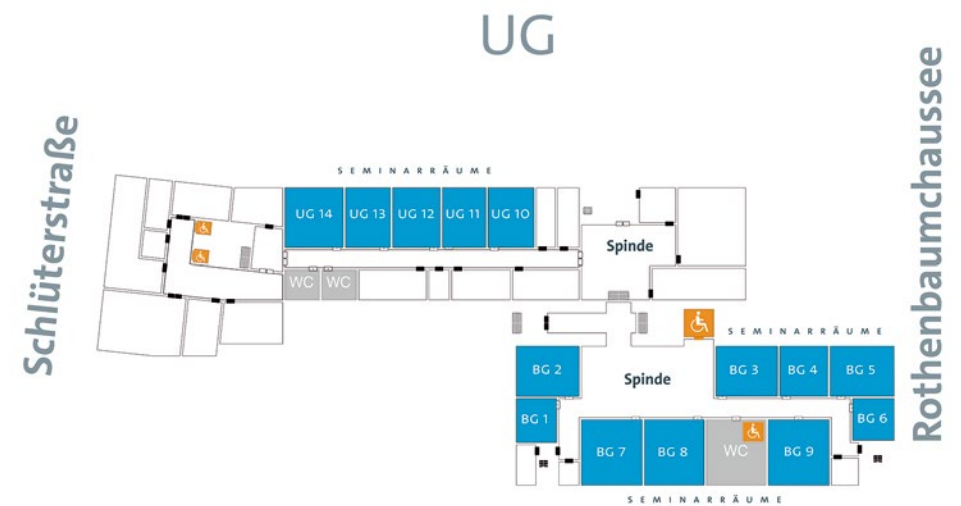 UG
Schlüterstraße
Rothenbaumchaussee
SEMINARRÄUME
UG 14
UG 13
UG 12
UG 11
UG 10
Spinde
WC
WC
SEMINARRÄUME
BG 2
Spinde
BG 3
BG 4
BG 5
BG 1
BG 6
BG 7
BG 8
WC
BG 9
SEMINARRÄUME